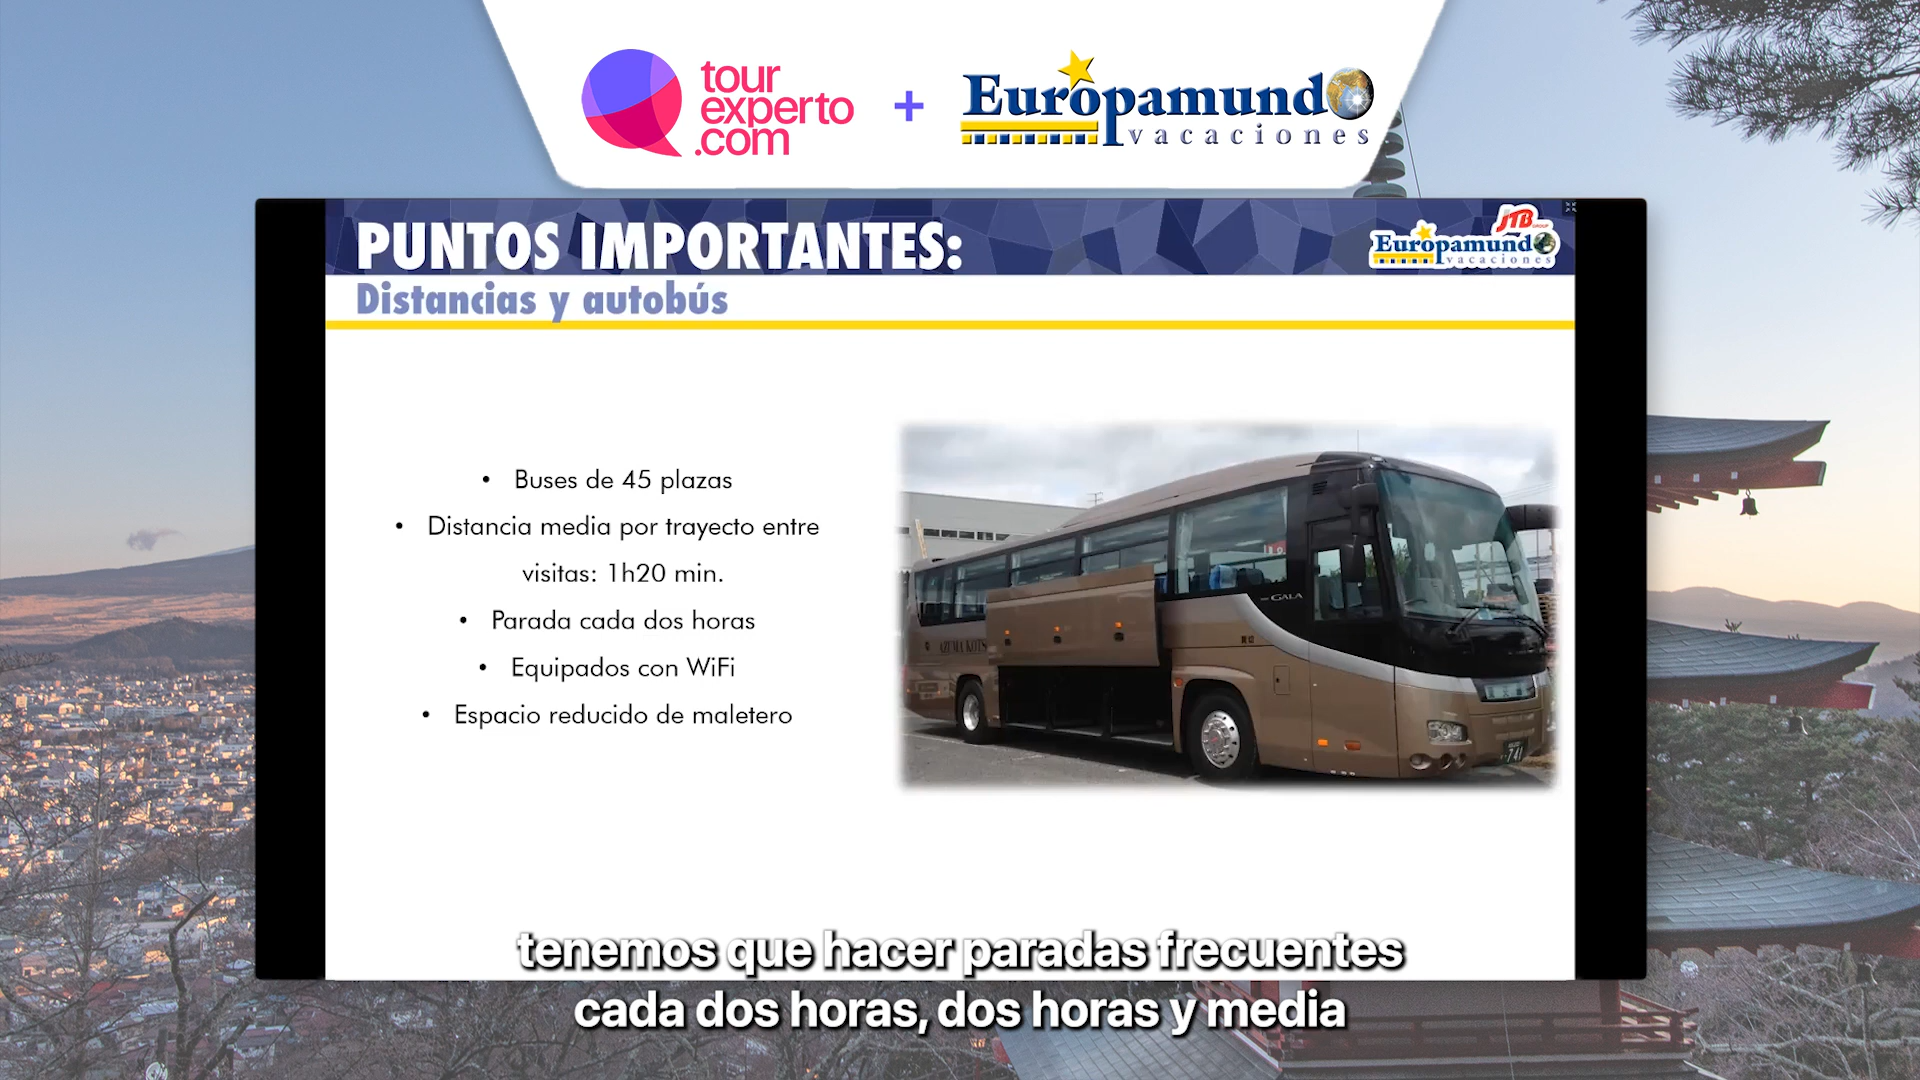 tour
experto
.com
+
Europamundo
vacaciones
PUNTOS IMPORTANTES:
JTB
GROUP
Europamundo
vacaciones
Distancias y autobús
• Buses de 45 plazas
• Distancia media por trayecto entre
visitas: 1h20 min.
• Parada cada dos horas
• Equipados con WiFi
• Espacio reducido de maletero
GALA
741
tenemos que hacer paradas frecuentes
cada dos horas, dos horas y media